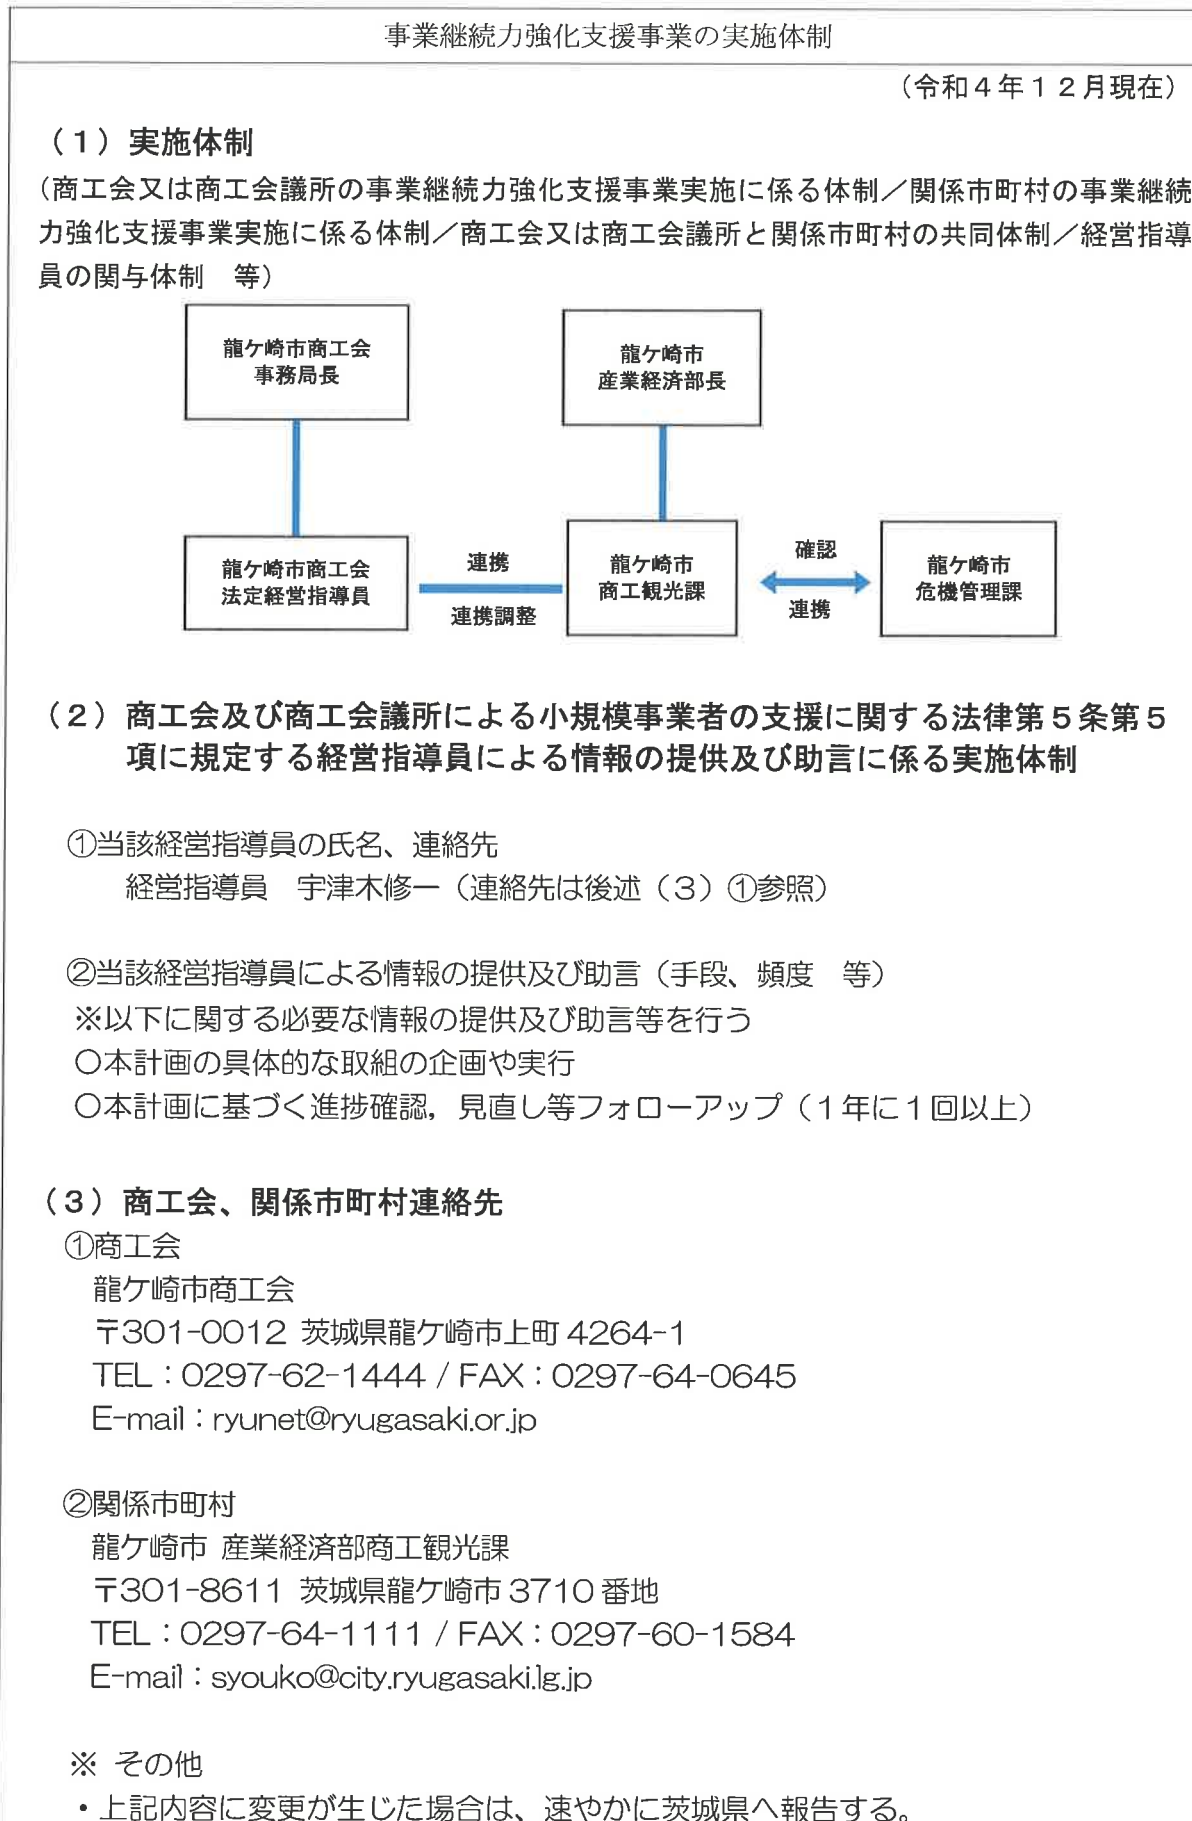 事業継続力強化支援事業の実施体制
（令和４年１２月現在）
（１）実施体制
（商工会又は商工会議所の事業継続力強化支援事業実施に係る体制／関係市町村の事業継続
力強化支援事業実施に係る体制／商工会又は商工会議所と関係市町村の共同体制／経営指導
員の関与体制　等）
龍ケ崎市商工会
事務局長
龍ケ崎市
産業経済部長
龍ケ崎市商工会
法定経営指導員
連携
連携調整
龍ケ崎市
商工観光課
確認
連携
龍ケ崎市
危機管理課
（２）商工会及び商工会議所による小規模事業者の支援に関する法律第５条第５
項に規定する経営指導員による情報の提供及び助言に係る実施体制
①当該経営指導員の氏名、連絡先
経営指導員　宇津木修一（連絡先は後述（３）①参照）
②当該経営指導員による情報の提供及び助言（手段、頻度　等）
※以下に関する必要な情報の提供及び助言等を行う
○本計画の具体的な取組の企画や実行
○本計画に基づく進捗確認，見直し等フォローアップ（１年に１回以上）
（３）商工会、関係市町村連絡先
①商工会
龍ケ崎市商工会
〒301-0012 茨城県龍ケ崎市上町 4264-1
TEL：0297-62-1444 / FAX：0297-64-0645
E-mail：ryunet@ryugasaki.or.jp
②関係市町村
龍ケ崎市 産業経済部商工観光課
〒301-8611 茨城県龍ケ崎市 3710 番地
TEL：0297-64-1111 / FAX：0297-60-1584
E-mail：syouko@city.ryugasaki.lg.jp
※ その他
・上記内容に変更が生じた場合は、速やかに茨城県へ報告する。